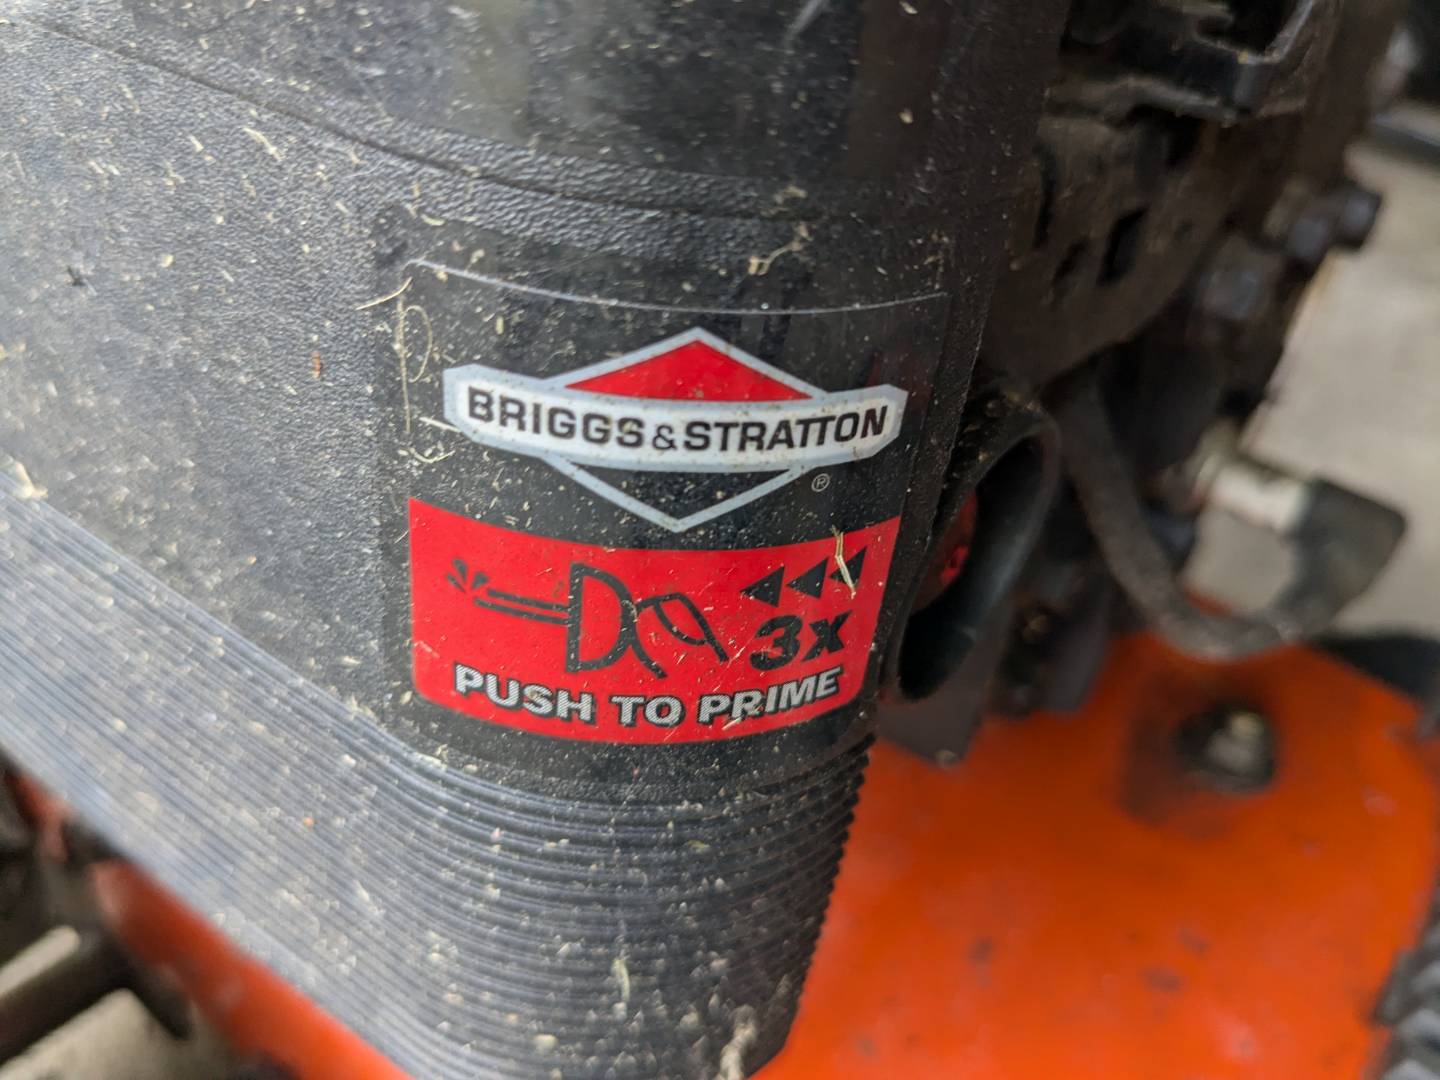 BRIGGS&STRATTON
®
3x
PUSH TO PRIME